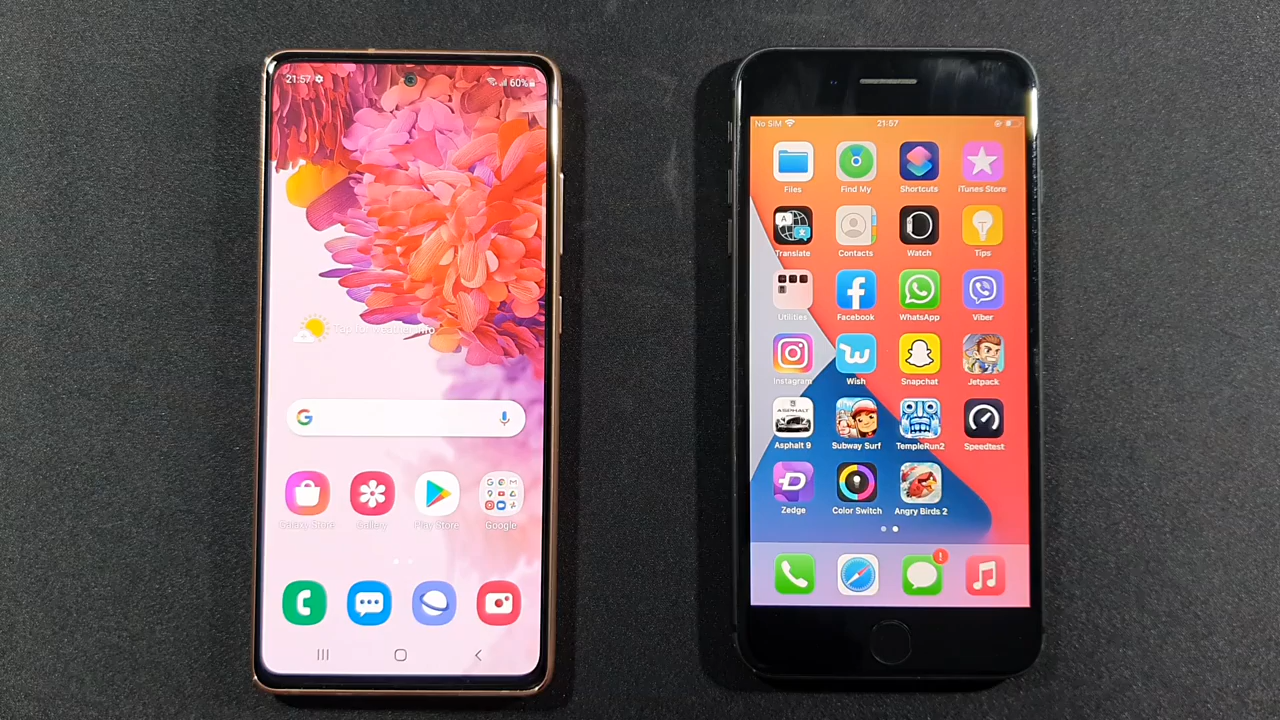 21:57
60%
Tap for weather info
Galaxy Store
Gallery
Play Store
Google
No SIM
21:57
Files
Find My
Shortcuts
iTunes Store
Translate
Contacts
Watch
Tips
Utilities
Facebook
WhatsApp
Viber
Instagram
Wish
Snapchat
Jetpack
ASPHALT
Asphalt 9
Subway Surf
TempleRun2
Speedtest
Zedge
Color Switch
Angry Birds 2